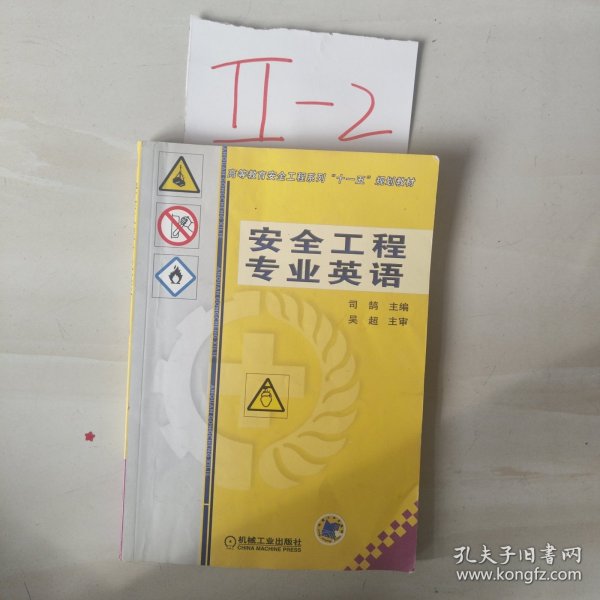 II-2
高等教育安全工程系列“十一五”规划教材
安全工程
专业英语
司鹄 主编
吴超 主审
机械工业出版社
CHINA MACHINE PRESS
孔夫子旧书网
www.kongfz.com